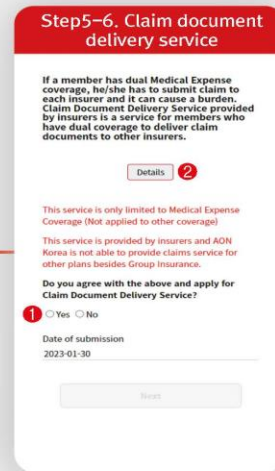 Step5-6. Claim document
delivery service
If a member has dual Medical Expense
coverage, he/she has to submit claim to
each insurer and it can cause a burden.
Claim Document Delivery Service provided
by insurers is a service for members who
have dual coverage to deliver claim
documents to other insurers.
Details 2
This service is only limited to Medical Expense
Coverage (Not applied to other coverage)
This service is provided by insurers and AON
Korea is not able to provide claims service for
other plans besides Group Insurance.
Do you agree with the above and apply for
Claim Document Delivery Service?
1 Yes No
Date of submission
2023-01-30
Next